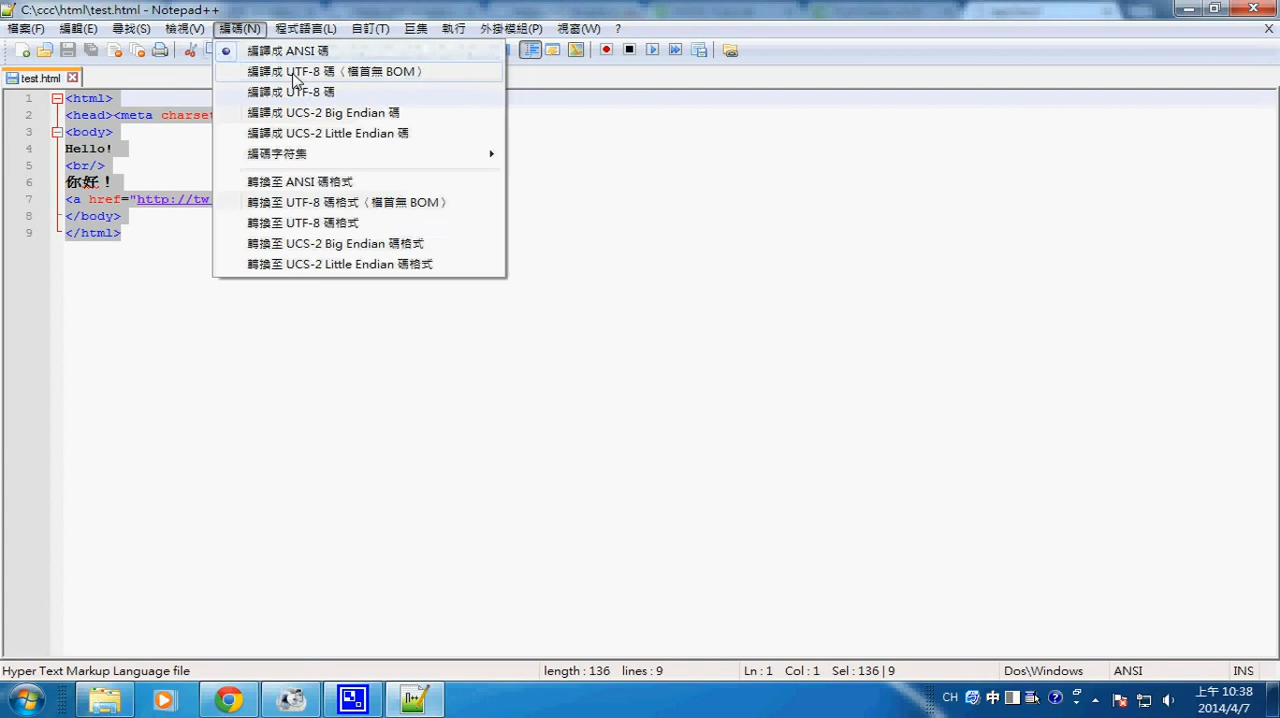 C:\ccc\html\test.html - Notepad++
檔案(F) 編輯(E) 尋找(S) 檢視(V) 編碼(N) 程式語言(L) 自訂(T) 巨集 執行 外掛模組(P) 視窗(W) ? X
test.html
編譯成 ANSI 碼
編譯成 UTF-8 碼（檔首無 BOM）
編譯成 UTF-8 碼
編譯成 UCS-2 Big Endian 碼
編譯成 UCS-2 Little Endian 碼
編碼字符集
轉換至 ANSI 碼格式
轉換至 UTF-8 碼格式（檔首無 BOM）
轉換至 UTF-8 碼格式
轉換至 UCS-2 Big Endian 碼格式
轉換至 UCS-2 Little Endian 碼格式
1 <html>
2 <head><meta charset
3 <body>
4 Hello!
5 <br/>
6 你好！
7 <a href="http://tw
8 </body>
9 </html>
Hyper Text Markup Language file length : 136 lines : 9 Ln : 1 Col : 1 Sel : 136 | 9 Dos\Windows ANSI INS
CH 中 上午 10:38
2014/4/7